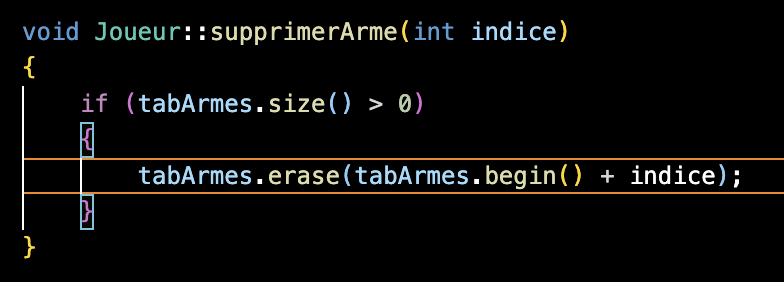 void Joueur::supprimerArme(int indice)
{
if (tabArmes.size() > 0)
{
tabArmes.erase(tabArmes.begin() + indice);
}
}